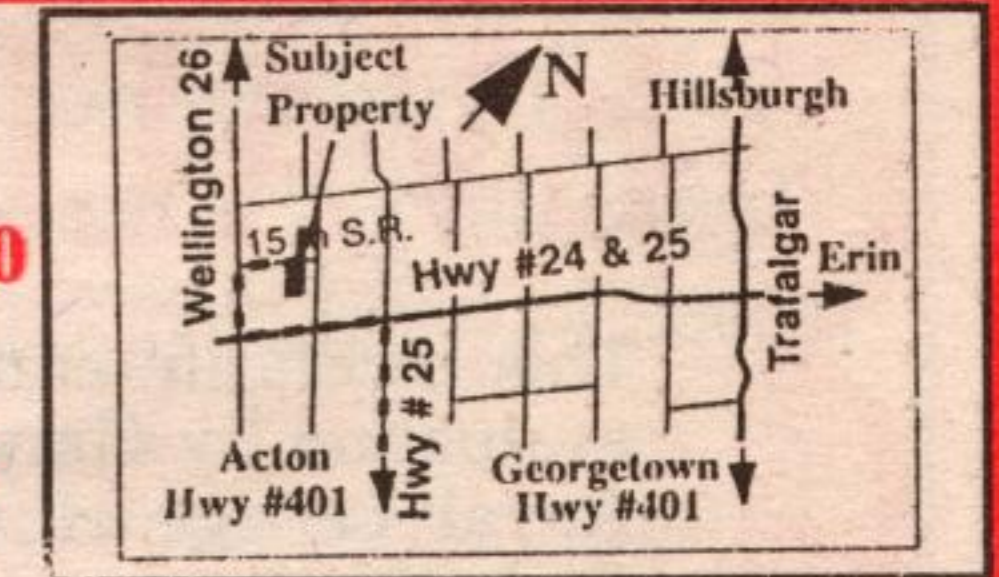 Subject
Property
N
Hillsburgh
Wellington 26
15 S.R.
Hwy #24 & 25
Trafalgar
Erin
Hwy # 25
Acton
Hwy #401
Georgetown
Hwy #401
0